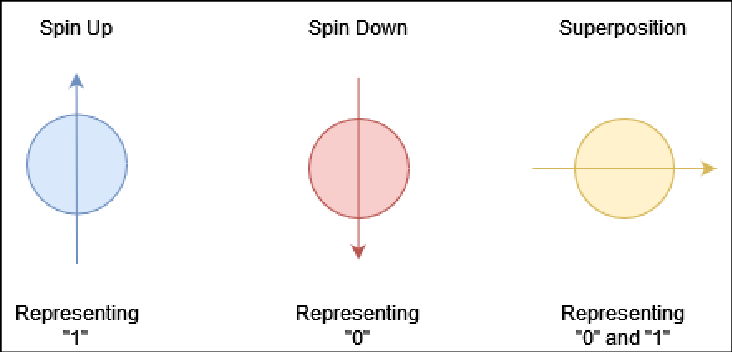 Spin Up
Spin Down
Superposition
Representing
"1"
Representing
"0"
Representing
"0" and "1"